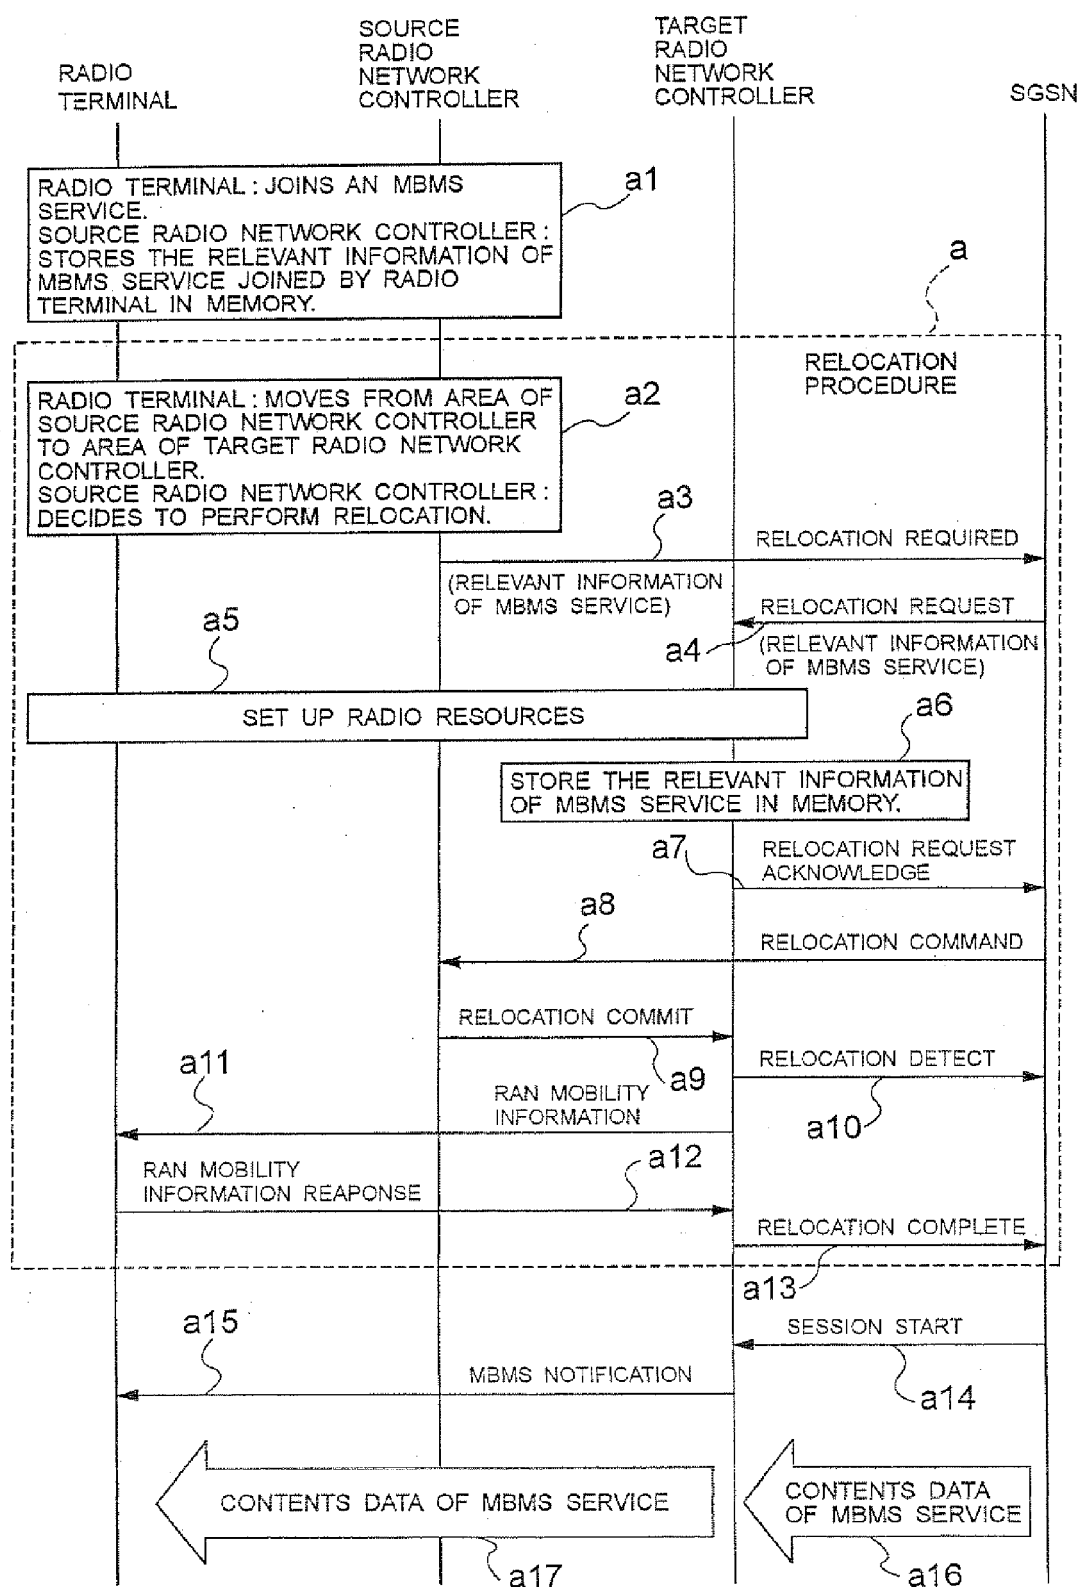 RADIO
TERMINAL
SOURCE
RADIO
NETWORK
CONTROLLER
TARGET
RADIO
NETWORK
CONTROLLER
SGSN
RADIO TERMINAL : JOINS AN MBMS
SERVICE.
SOURCE RADIO NETWORK CONTROLLER :
STORES THE RELEVANT INFORMATION OF
MBMS SERVICE JOINED BY RADIO
TERMINAL IN MEMORY.
a1
a
RELOCATION
PROCEDURE
RADIO TERMINAL : MOVES FROM AREA OF
SOURCE RADIO NETWORK CONTROLLER
TO AREA OF TARGET RADIO NETWORK
CONTROLLER.
SOURCE RADIO NETWORK CONTROLLER :
DECIDES TO PERFORM RELOCATION.
a2
a3
RELOCATION REQUIRED
(RELEVANT INFORMATION
OF MBMS SERVICE)
RELOCATION REQUEST
a4
(RELEVANT INFORMATION
OF MBMS SERVICE)
a5
SET UP RADIO RESOURCES
a6
STORE THE RELEVANT INFORMATION
OF MBMS SERVICE IN MEMORY.
a7
RELOCATION REQUEST
ACKNOWLEDGE
a8
RELOCATION COMMAND
RELOCATION COMMIT
a9
RELOCATION DETECT
a10
a11
RAN MOBILITY
INFORMATION
RAN MOBILITY
INFORMATION REAPONSE
a12
RELOCATION COMPLETE
a13
SESSION START
a14
a15
MBMS NOTIFICATION
CONTENTS DATA OF MBMS SERVICE
a17
CONTENTS DATA
OF MBMS SERVICE
a16